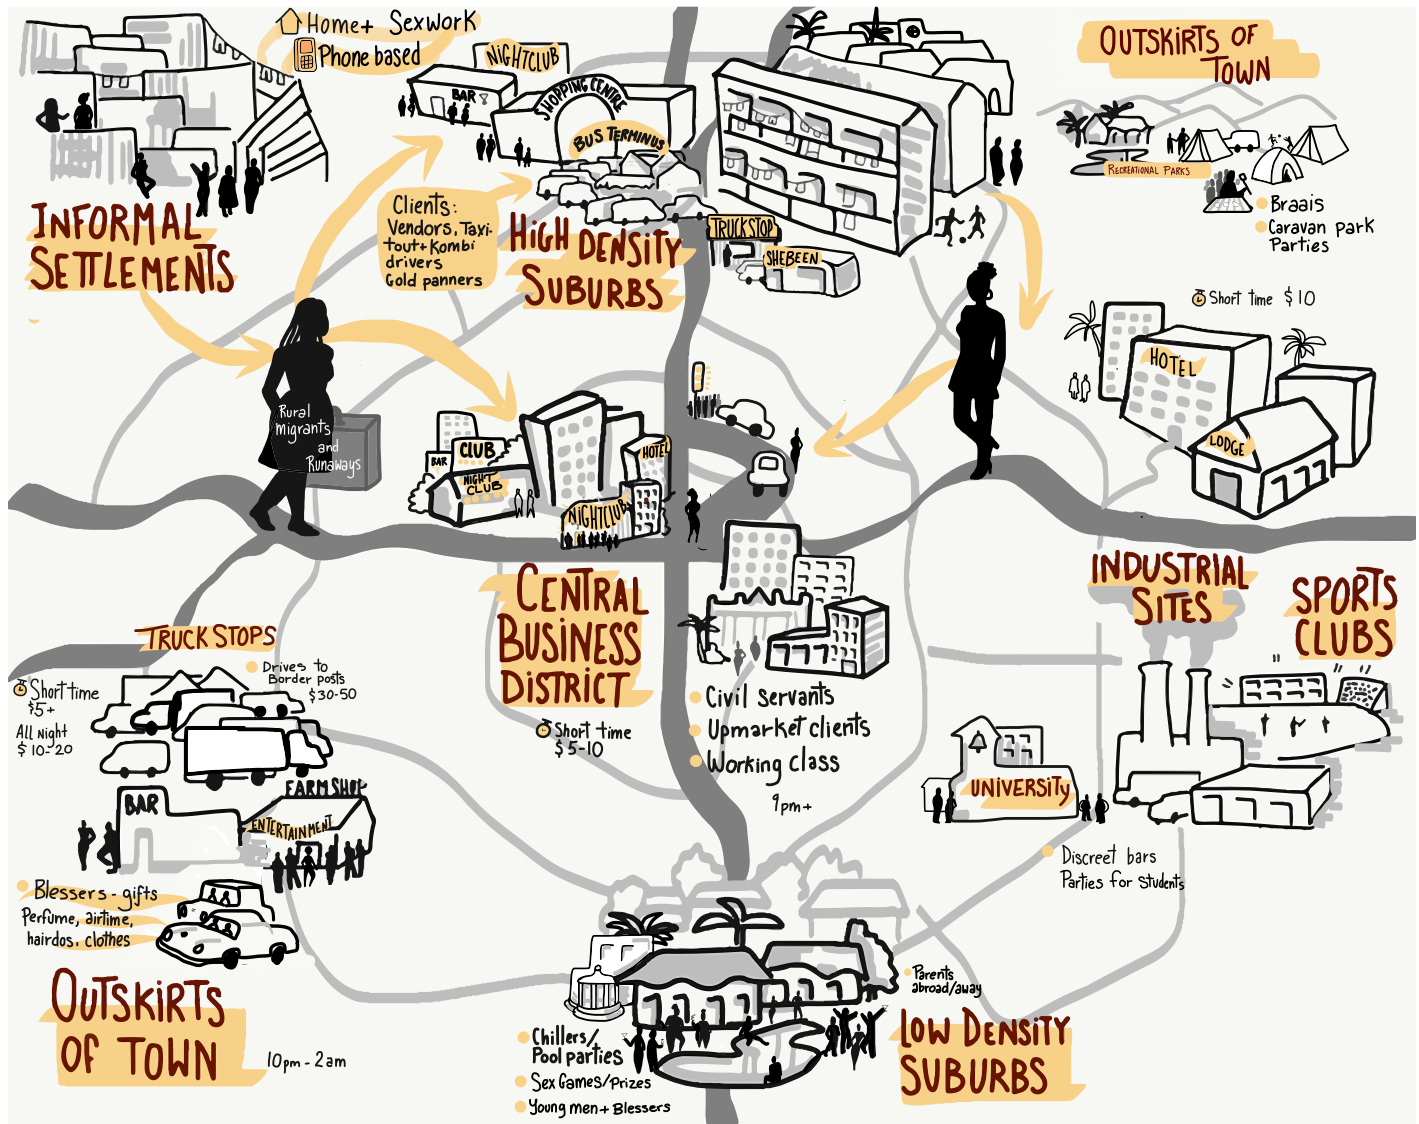 Home+ Sexwork
Phone based
INFORMAL
SETTLEMENTS
NIGHTCLUB
BAR
SHOPPING CENTRE
BUS TERMINUS
Clients:
Vendors, Taxi-
tout+Kombi
drivers
Gold panners
HIGH DENSITY
SUBURBS
TRUCKSTOP
SHEBEEN
OUTSKIRTS OF
TOWN
RECREATIONAL PARKS
Braais
Caravan park
Parties
Short time $10
HOTEL
LODGE
Rural
migrants
and
Runaways
BAR
CLUB
NIGHT
CLUB
HOTEL
NIGHTCLUB
CENTRAL
BUSINESS
DISTRICT
Short time
$5-10
Civil servants
Upmarket clients
Working class
9pm+
INDUSTRIAL
SITES
SPORTS
CLUBS
UNIVERSITY
Discreet bars
Parties for students
TRUCK STOPS
Drives to
Border posts
$30-50
Short time
$5+
All night
$10-20
BAR
FARM SHOP
ENTERTAINMENT
Blessers - gifts
Perfume, airtime,
hairdos, clothes
OUTSKIRTS
OF TOWN
10pm - 2am
Parents
abroad/away
LOW DENSITY
SUBURBS
Chillers/
Pool parties
Sex Games/Prizes
Young men + Blessers